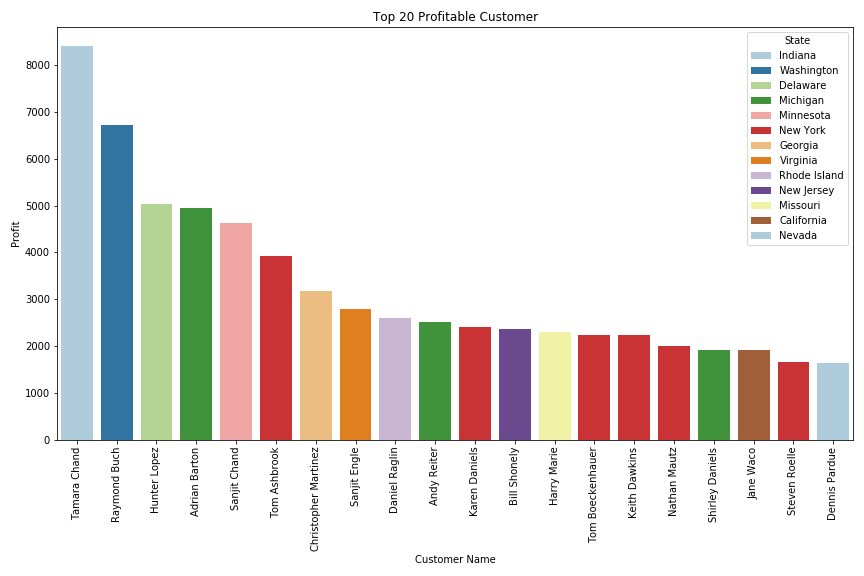 Top 20 Profitable Customer
State
Indiana
Washington
Delaware
Michigan
Minnesota
New York
Georgia
Virginia
Rhode Island
New Jersey
Missouri
California
Nevada
Profit
8000
7000
6000
5000
4000
3000
2000
1000
0
Tamara Chand
Raymond Buch
Hunter Lopez
Adrian Barton
Sanjit Chand
Tom Ashbrook
Christopher Martinez
Sanjit Engle
Daniel Raglin
Andy Reiter
Karen Daniels
Bill Shonely
Harry Marie
Tom Boeckenhauer
Keith Dawkins
Nathan Mautz
Shirley Daniels
Jane Waco
Steven Roelle
Dennis Pardue
Customer Name